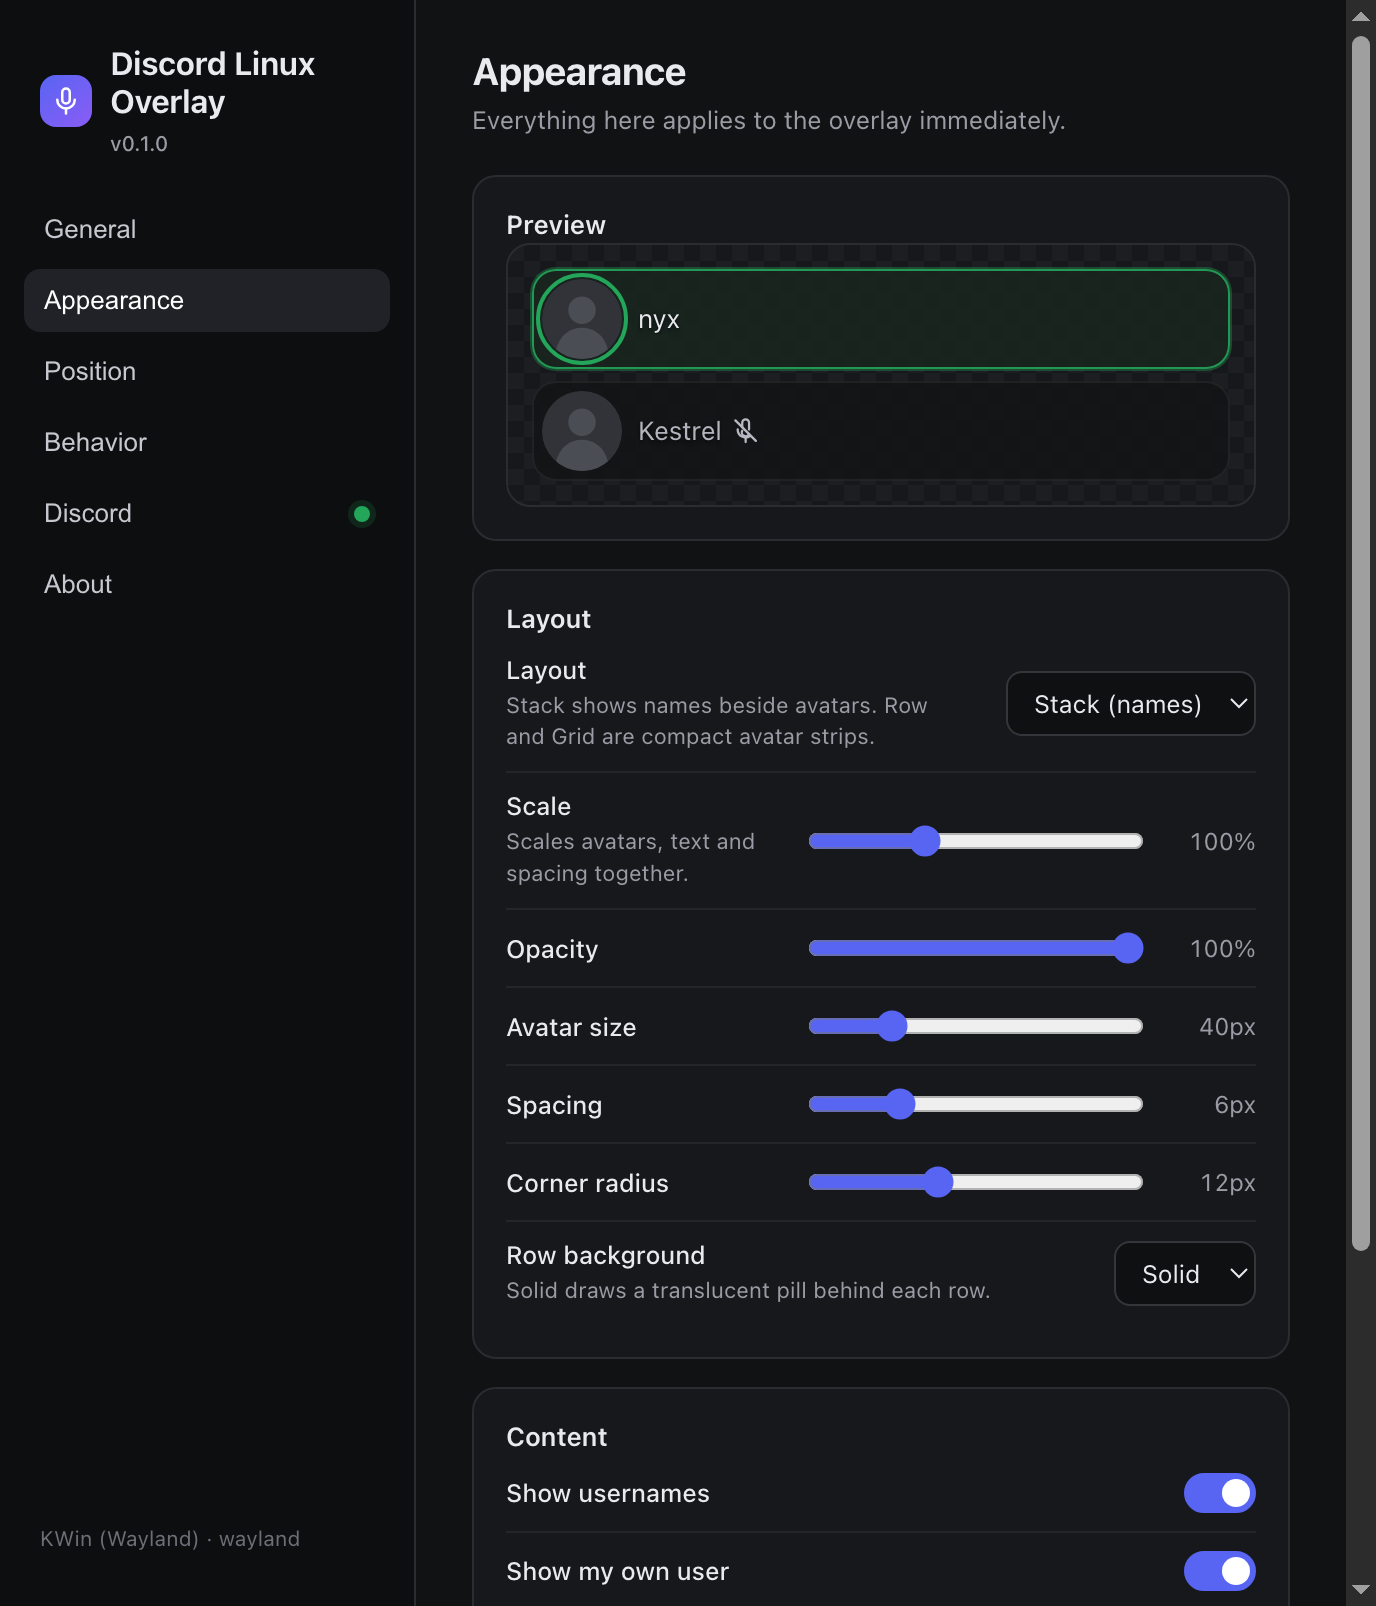 Discord Linux
Overlay
v0.1.0
General
Appearance
Position
Behavior
Discord
About
KWin (Wayland) · wayland
Appearance
Everything here applies to the overlay immediately.
Preview
nyx
Kestrel
Layout
Layout
Stack shows names beside avatars. Row
and Grid are compact avatar strips.
Stack (names)
Scale
Scales avatars, text and
spacing together.
100%
Opacity
100%
Avatar size
40px
Spacing
6px
Corner radius
12px
Row background
Solid draws a translucent pill behind each row.
Solid
Content
Show usernames
Show my own user